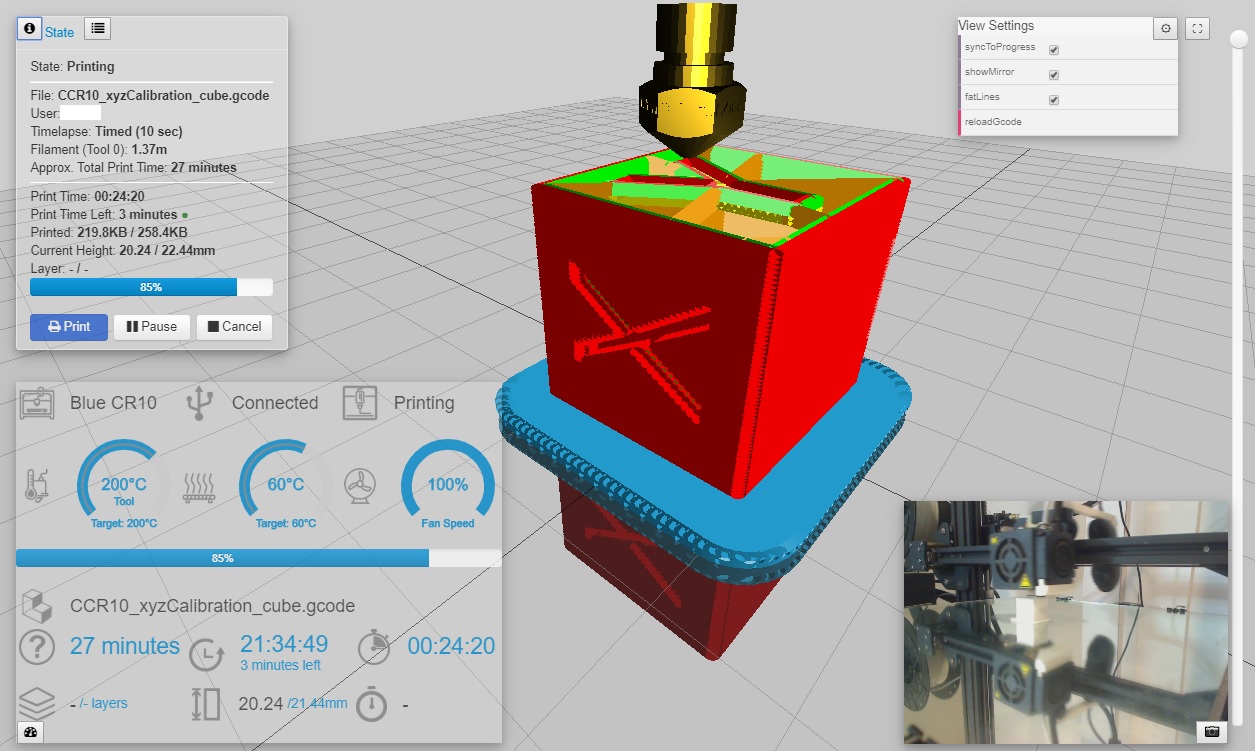 State
State: Printing
File: CCR10_xyzCalibration_cube.gcode
User:
Timelapse: Timed (10 sec)
Filament (Tool 0): 1.37m
Approx. Total Print Time: 27 minutes
Print Time: 00:24:20
Print Time Left: 3 minutes
Printed: 219.8KB / 258.4KB
Current Height: 20.24 / 22.44mm
Layer: - / -
85%
Print Pause Cancel
View Settings
syncToProgress
showMirror
fatLines
reloadGcode
Blue CR10 Connected Printing
200°C 60°C 100%
Tool
Target: 200°C Target: 60°C Fan Speed
85%
CCR10_xyzCalibration_cube.gcode
27 minutes 21:34:49 00:24:20
3 minutes left
- /- layers 20.24 /21.44mm -